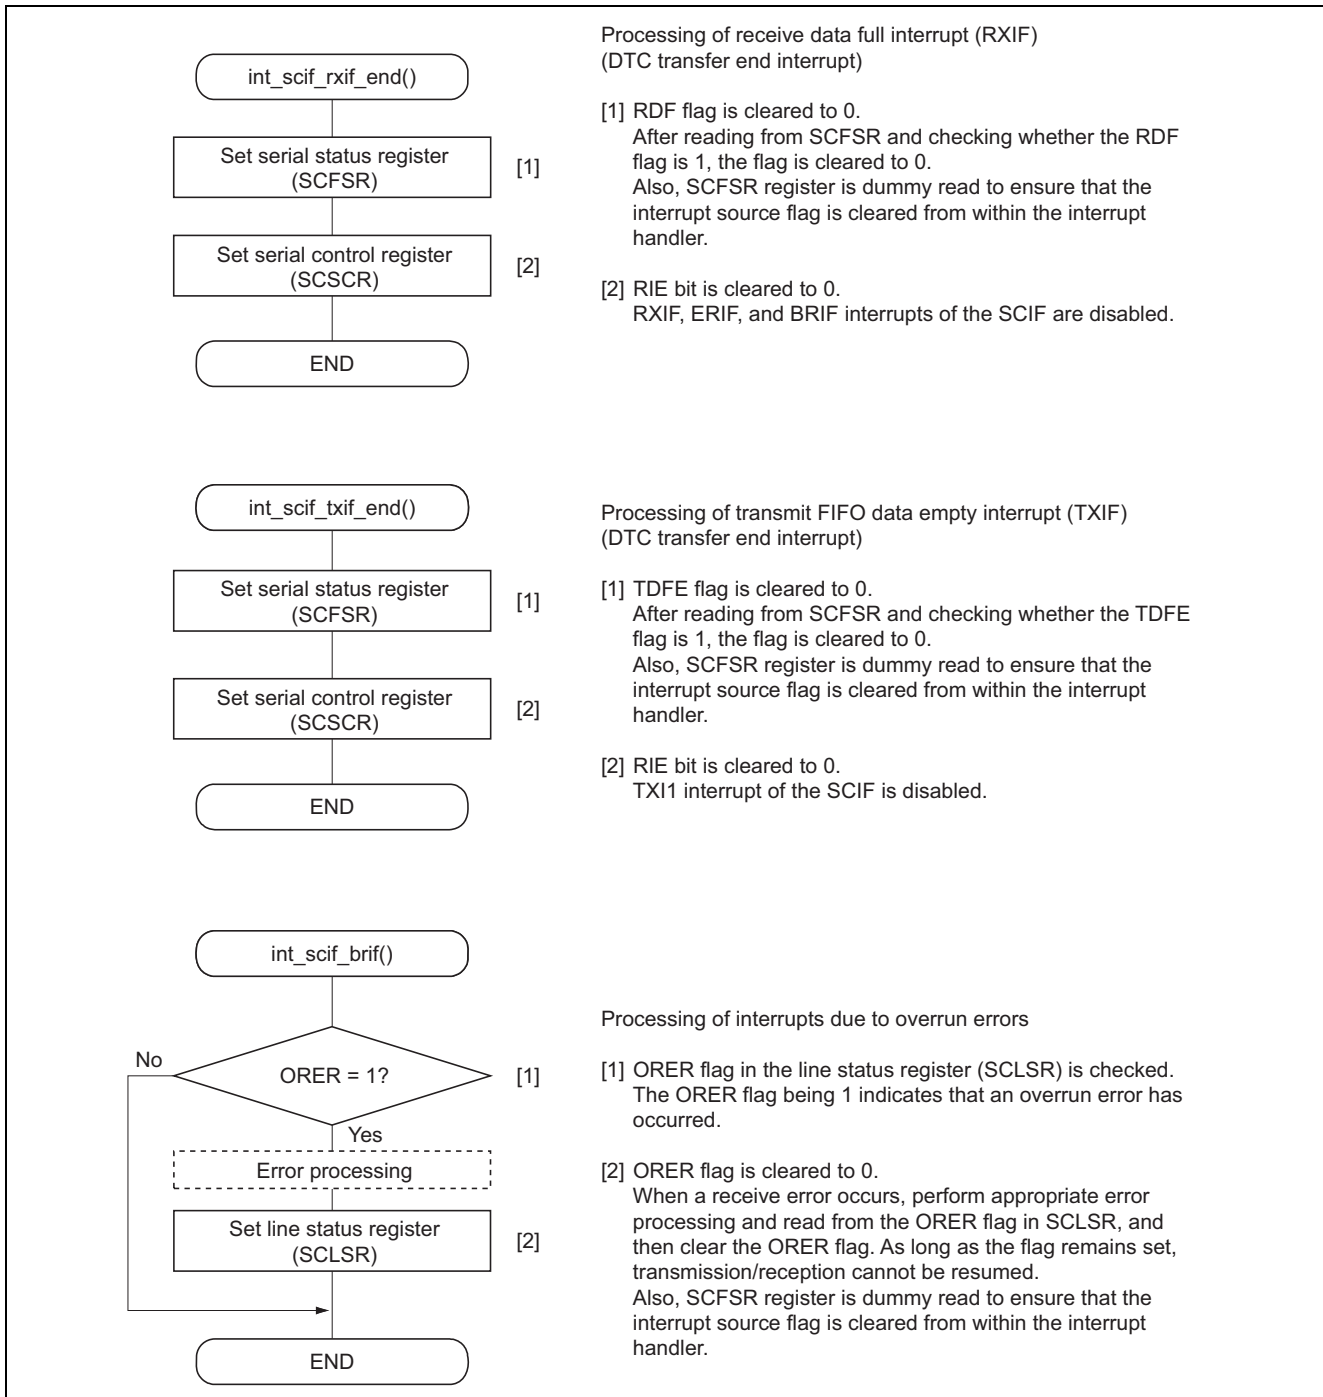 int_scif_rxif_end()
Set serial status register
(SCFSR)
[1]
Set serial control register
(SCSCR)
[2]
END
Processing of receive data full interrupt (RXIF)
(DTC transfer end interrupt)
[1] RDF flag is cleared to 0.
After reading from SCFSR and checking whether the RDF
flag is 1, the flag is cleared to 0.
Also, SCFSR register is dummy read to ensure that the
interrupt source flag is cleared from within the interrupt
handler.
[2] RIE bit is cleared to 0.
RXIF, ERIF, and BRIF interrupts of the SCIF are disabled.
int_scif_txif_end()
Set serial status register
(SCFSR)
[1]
Set serial control register
(SCSCR)
[2]
END
Processing of transmit FIFO data empty interrupt (TXIF)
(DTC transfer end interrupt)
[1] TDFE flag is cleared to 0.
After reading from SCFSR and checking whether the TDFE
flag is 1, the flag is cleared to 0.
Also, SCFSR register is dummy read to ensure that the
interrupt source flag is cleared from within the interrupt
handler.
[2] RIE bit is cleared to 0.
TXI1 interrupt of the SCIF is disabled.
int_scif_brif()
No
ORER = 1?
[1]
Yes
Error processing
Set line status register
(SCLSR)
[2]
END
Processing of interrupts due to overrun errors
[1] ORER flag in the line status register (SCLSR) is checked.
The ORER flag being 1 indicates that an overrun error has
occurred.
[2] ORER flag is cleared to 0.
When a receive error occurs, perform appropriate error
processing and read from the ORER flag in SCLSR, and
then clear the ORER flag. As long as the flag remains set,
transmission/reception cannot be resumed.
Also, SCFSR register is dummy read to ensure that the
interrupt source flag is cleared from within the interrupt
handler.